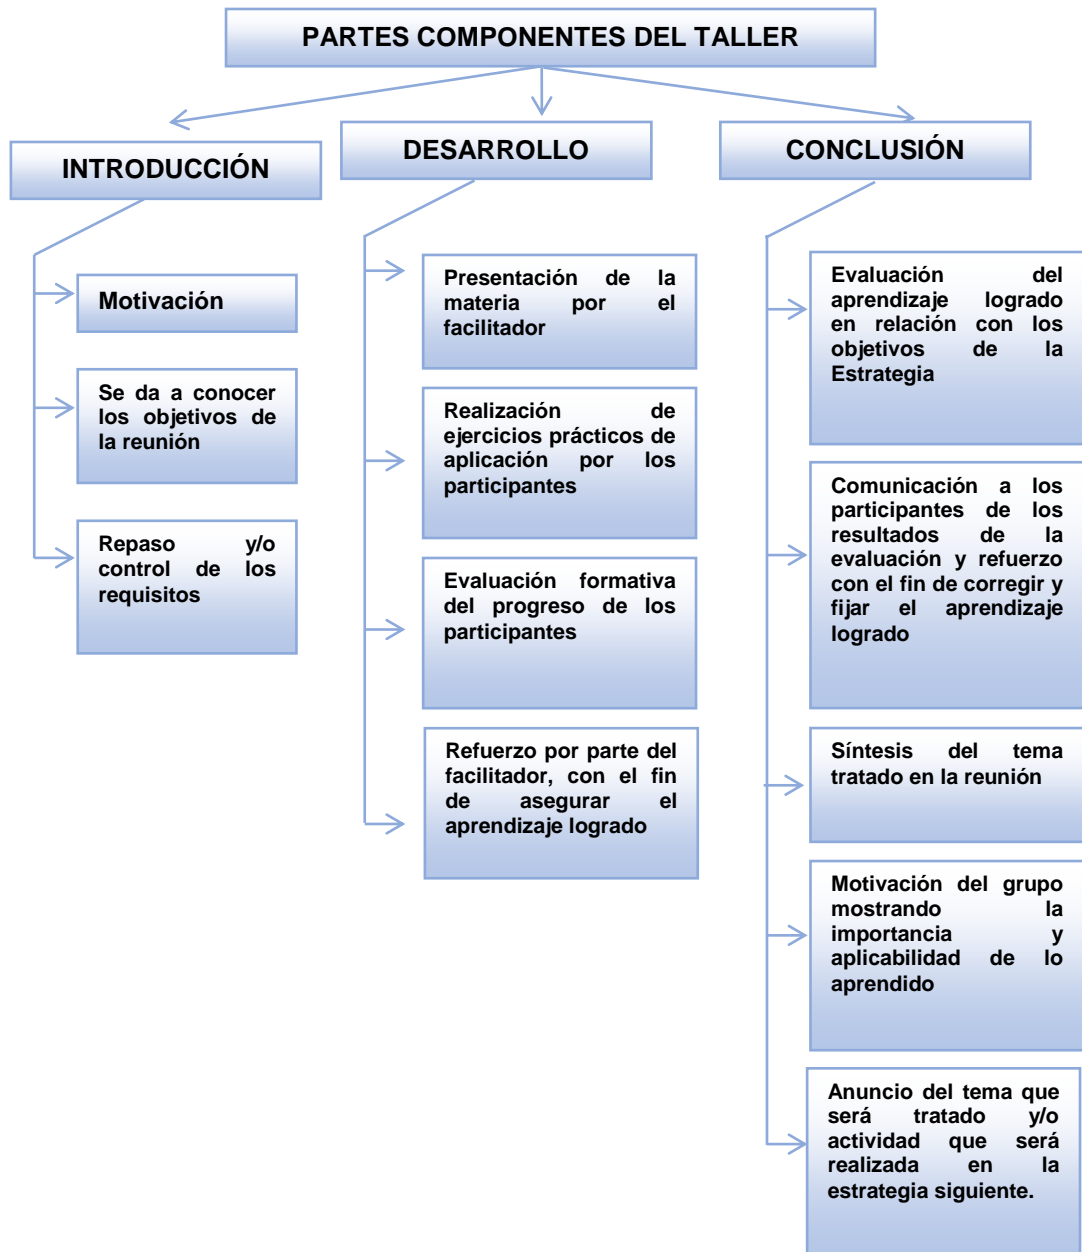 PARTES COMPONENTES DEL TALLER
INTRODUCCIÓN
Motivación
Se da a conocer
los objetivos de
la reunión
Repaso y/o
control de los
requisitos
DESARROLLO
Presentación de la
materia por el
facilitador
Realización de
ejercicios prácticos de
aplicación por los
participantes
Evaluación formativa
del progreso de los
participantes
Refuerzo por parte del
facilitador, con el fin
de asegurar el
aprendizaje logrado
CONCLUSIÓN
Evaluación del
aprendizaje logrado
en relación con los
objetivos de la
Estrategia
Comunicación a los
participantes de los
resultados de la
evaluación y refuerzo
con el fin de corregir y
fijar el aprendizaje
logrado
Síntesis del tema
tratado en la reunión
Motivación del grupo
mostrando la
importancia y
aplicabilidad de lo
aprendido
Anuncio del tema que
será tratado y/o
actividad que será
realizada en la
estrategia siguiente.